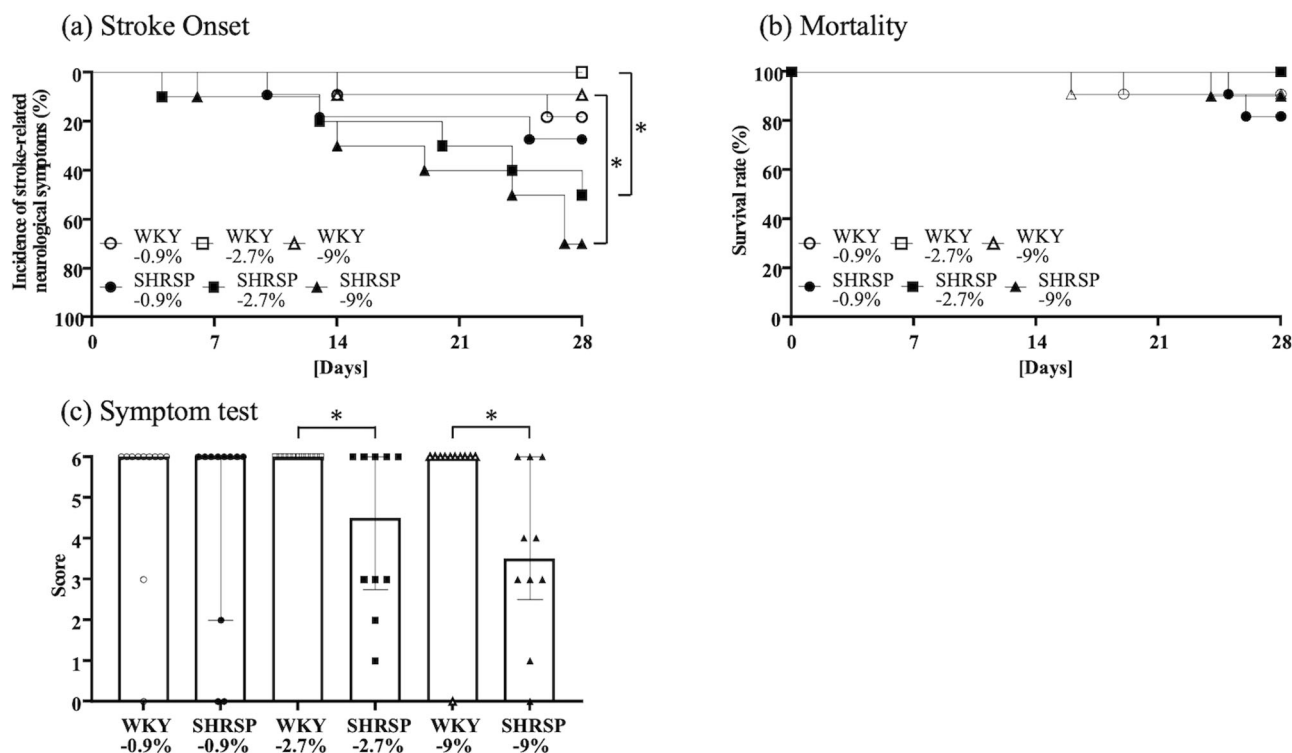 (a) Stroke Onset
Incidence of stroke-related
neurological symptoms (%)
0
20
40
60
80
100
0 7 14 21 28
[Days]
*
*
WKY
-0.9%
WKY
-2.7%
WKY
-9%
SHRSP
-0.9%
SHRSP
-2.7%
SHRSP
-9%
(b) Mortality
Survival rate (%)
100
80
60
40
20
0
0 7 14 21 28
[Days]
WKY
-0.9%
WKY
-2.7%
WKY
-9%
SHRSP
-0.9%
SHRSP
-2.7%
SHRSP
-9%
(c) Symptom test
*
*
Score
6
5
4
3
2
1
0
WKY
-0.9%
SHRSP
-0.9%
WKY
-2.7%
SHRSP
-2.7%
WKY
-9%
SHRSP
-9%